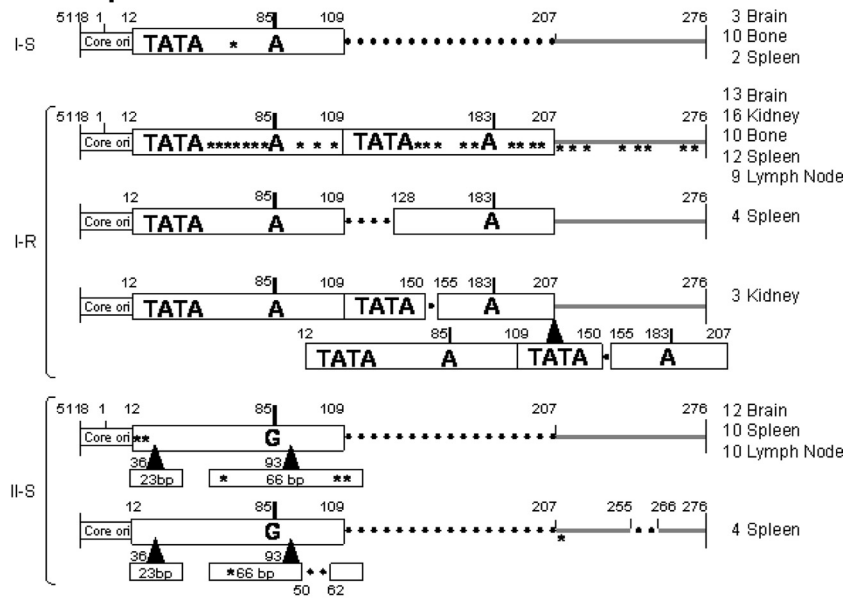 5118 1 12 85 109 207 276
I-S Core ori TATA * A 3 Brain
10 Bone
2 Spleen
I-R
5118 1 12 85 109 183 207 276
Core ori TATA ******* A * * * TATA *** ** A **** *** * ** ** 13 Brain
16 Kidney
10 Bone
12 Spleen
9 Lymph Node
12 85 109 128 183 276
Core ori TATA A A 4 Spleen
12 85 109 150 155 183 207 276
Core ori TATA A TATA A 3 Kidney
12 85 109 150 155 183 207
TATA A TATA A
II-S
5118 1 12 85 109 207 276
Core ori ** G 12 Brain
10 Spleen
10 Lymph Node
36 93
23bp * 66 bp **
12 85 109 207 255 266 276
Core ori G * 4 Spleen
36 93
23bp *66 bp
50 62